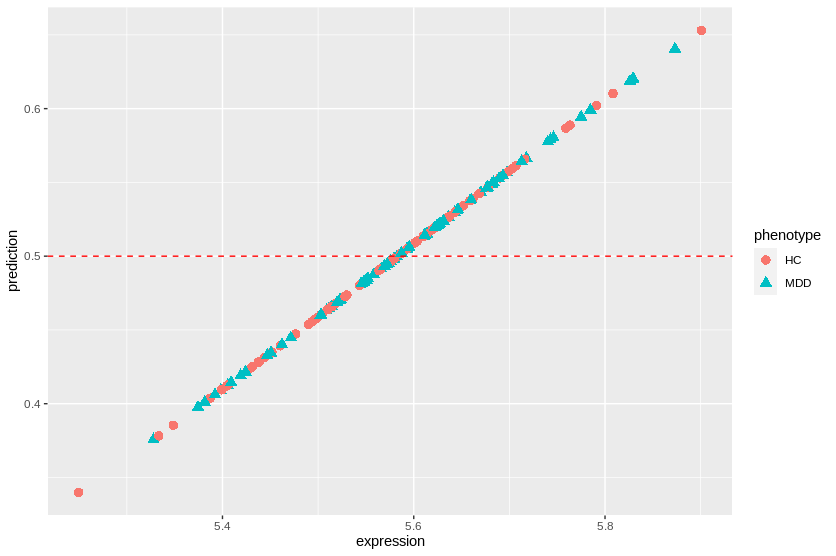 0.6
0.5
0.4
prediction
5.4
5.6
5.8
expression
phenotype
HC
MDD